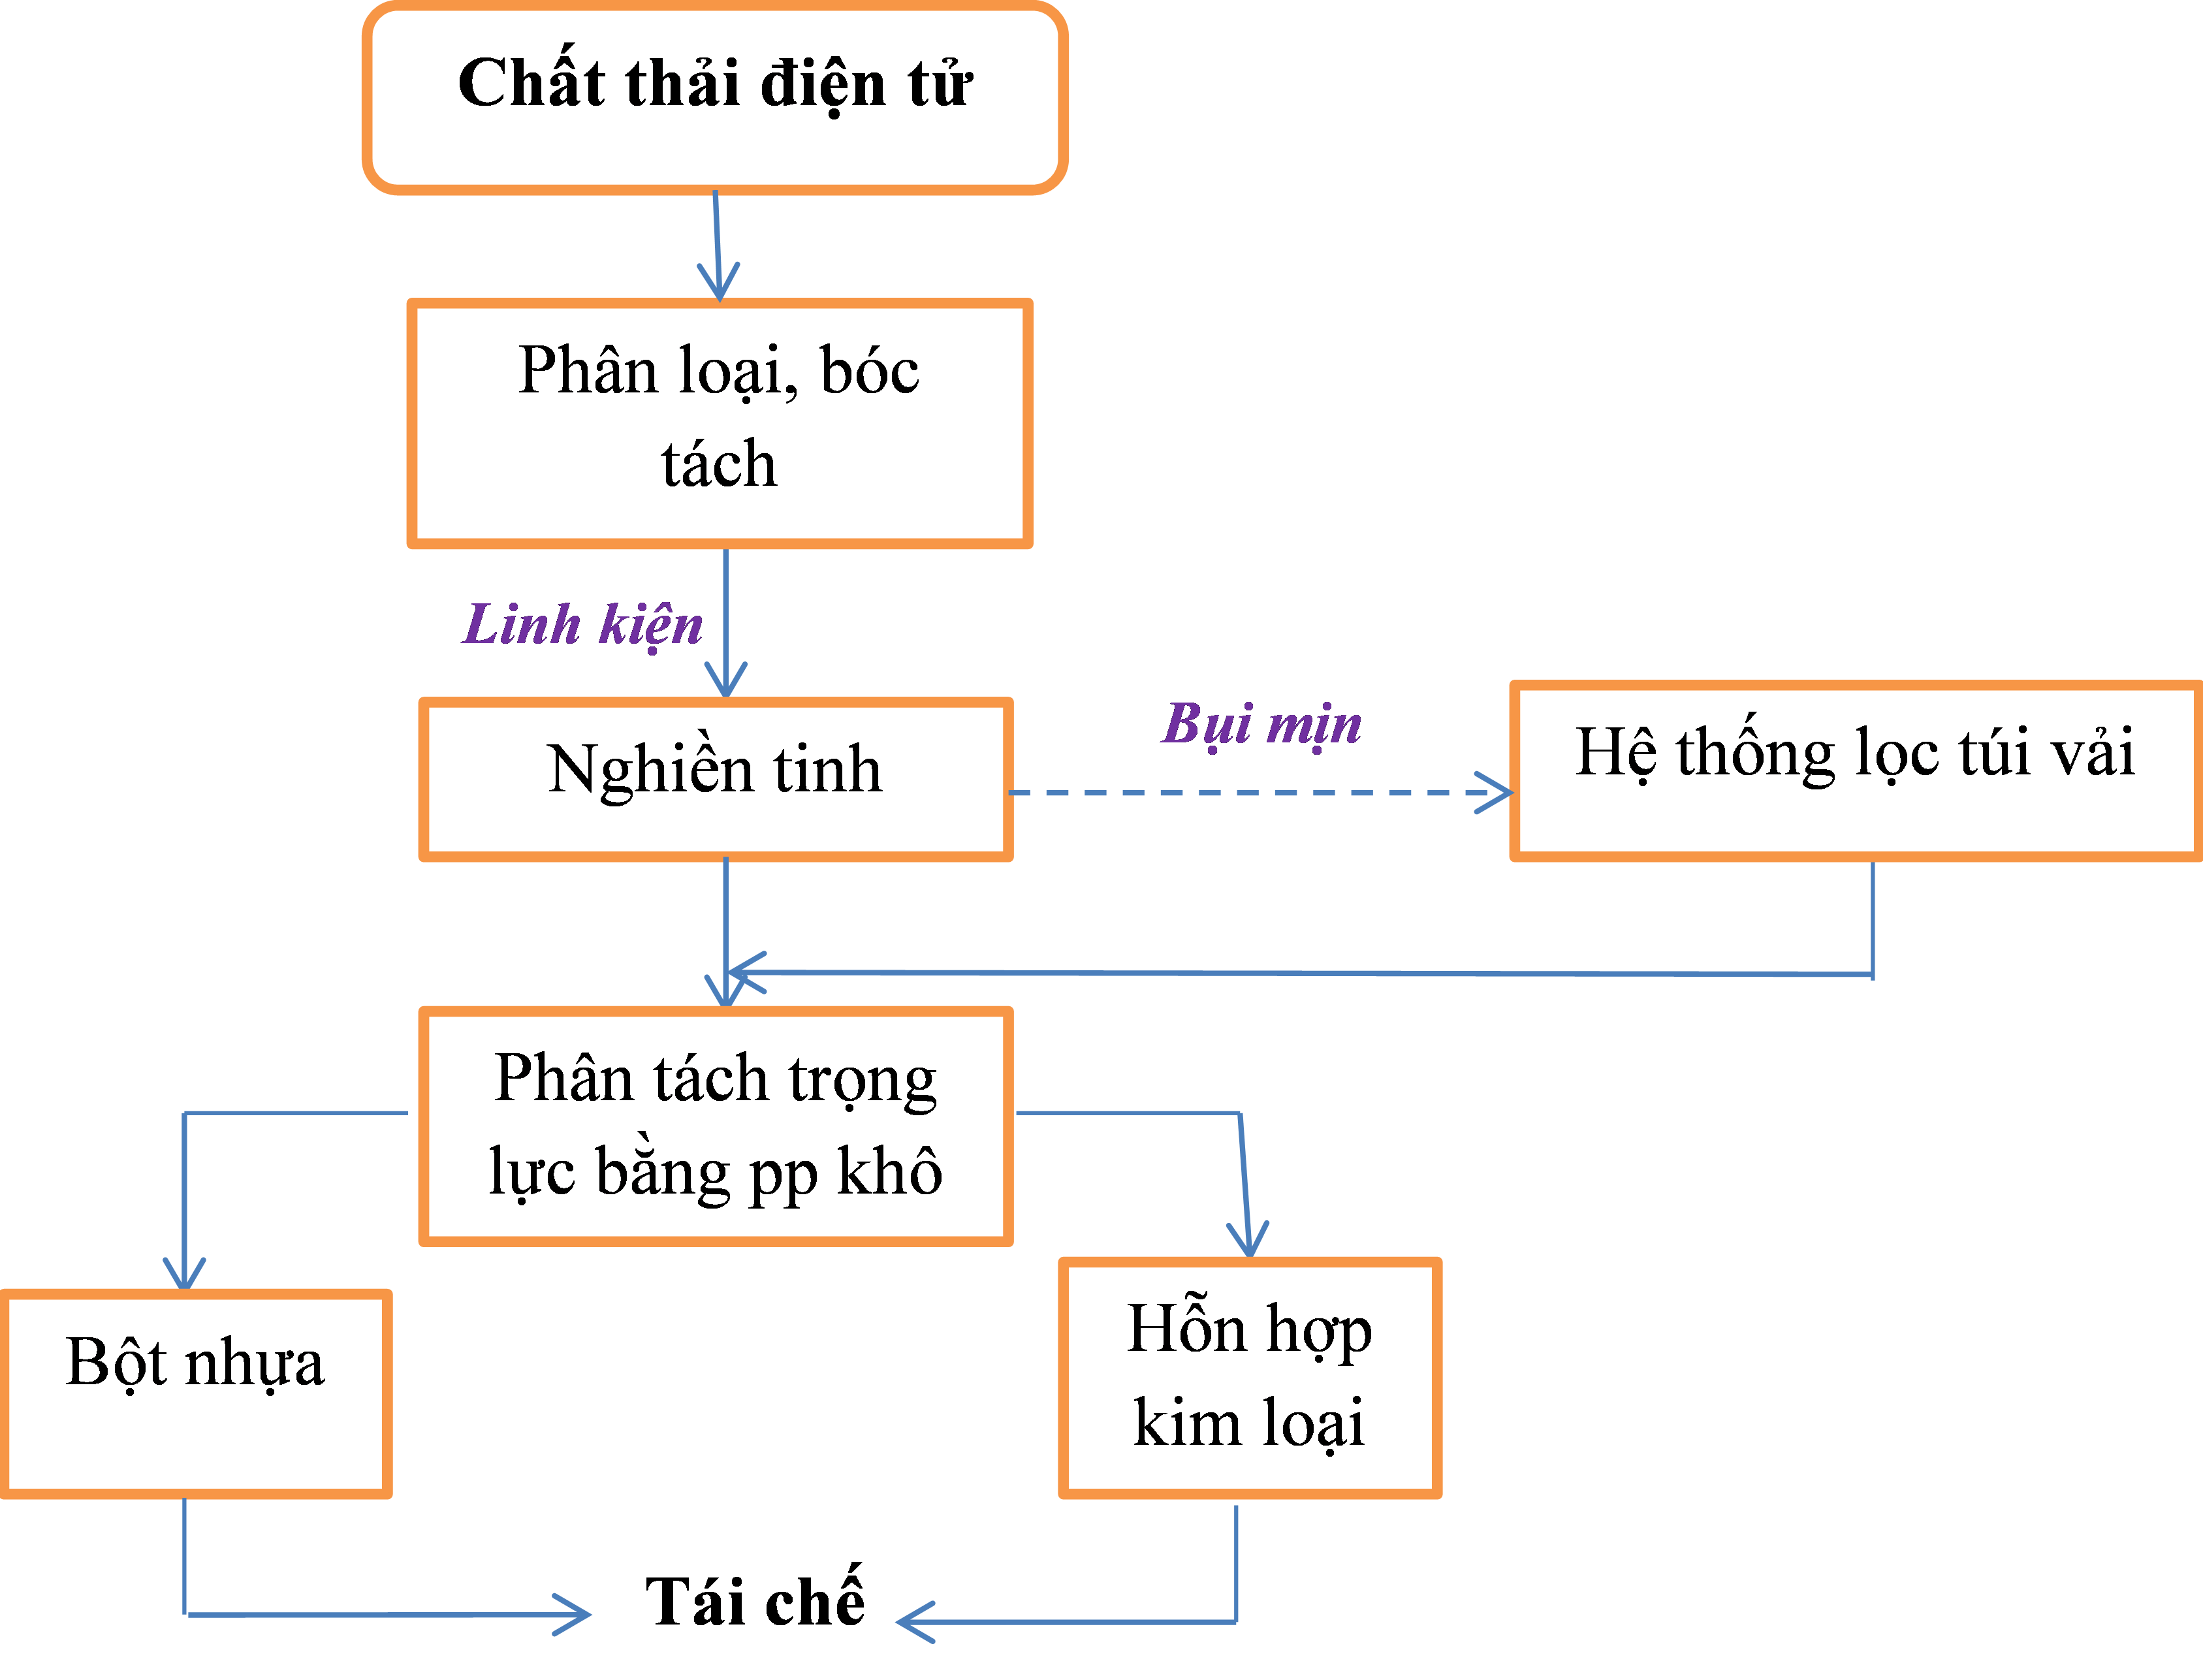 Chất thải điện tử
Phân loại, bóc
tách
Linh kiện
Nghiền tinh
Bụi mịn
Hệ thống lọc túi vải
Phân tách trọng
lực bằng pp khô
Bột nhựa
Hỗn hợp
kim loại
Tái chế